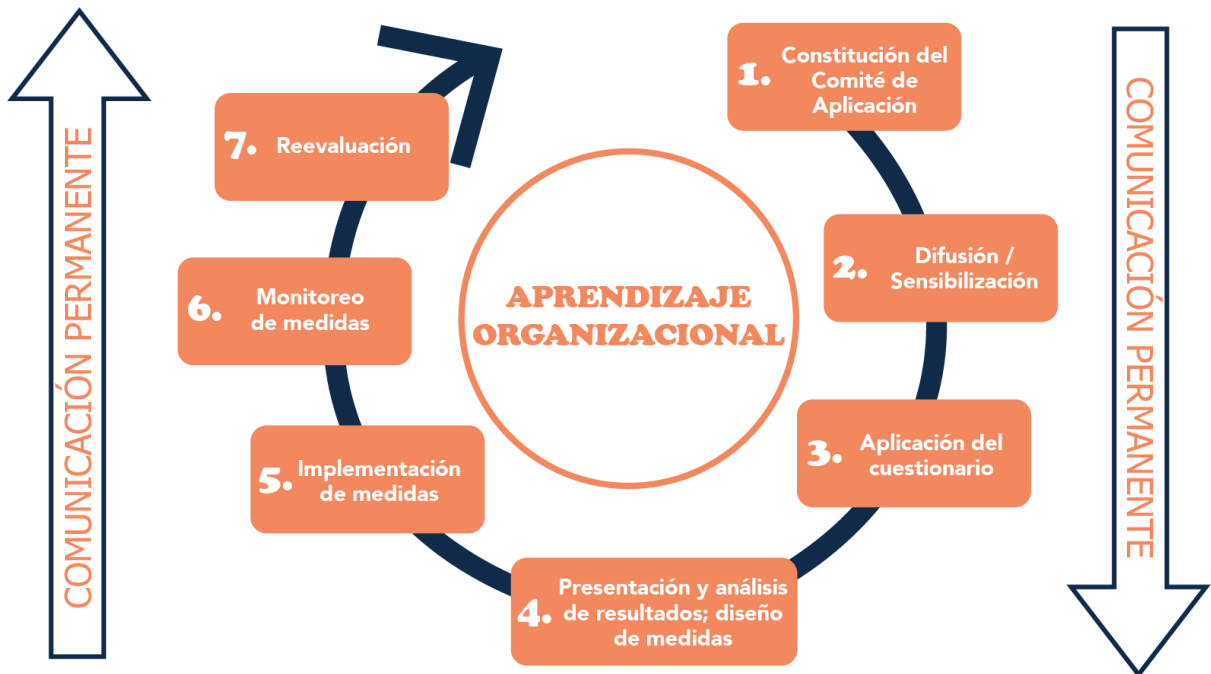 COMUNICACIÓN PERMANENTE
1. Constitución del
Comité de
Aplicación
2. Difusión /
Sensibilización
3. Aplicación del
cuestionario
4. Presentación y análisis
de resultados; diseño
de medidas
5. Implementación
de medidas
6. Monitoreo
de medidas
7. Reevaluación
APRENDIZAJE
ORGANIZACIONAL
COMUNICACIÓN PERMANENTE